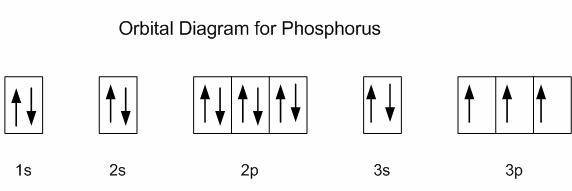 Orbital Diagram for Phosphorus
1s 2s 2p 3s 3p